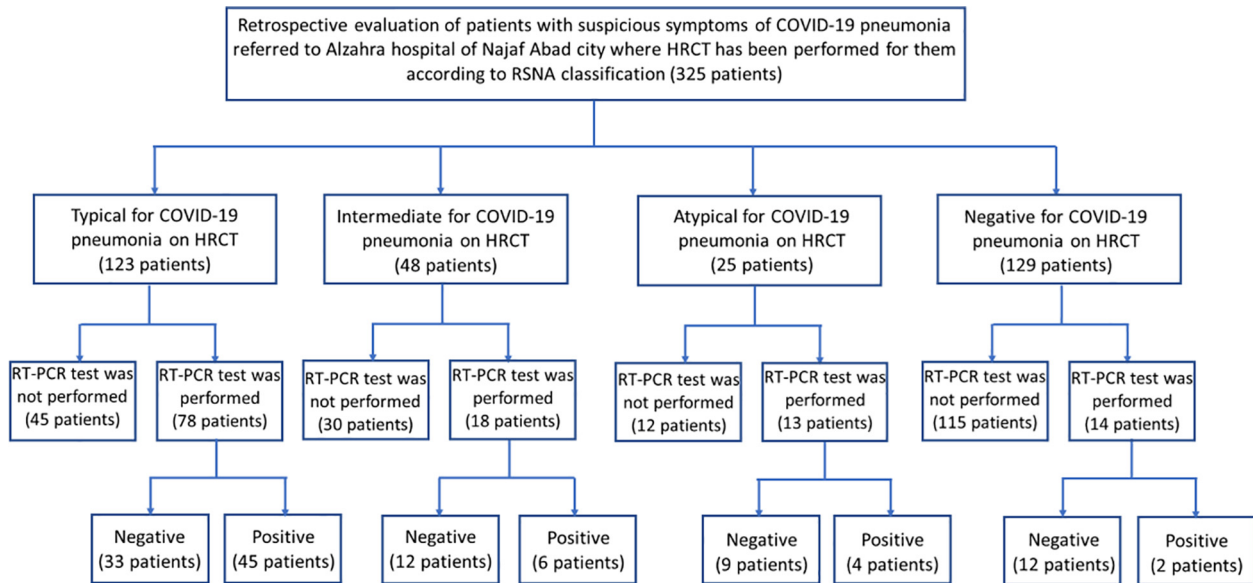 Retrospective evaluation of patients with suspicious symptoms of COVID-19 pneumonia
referred to Alzahra hospital of Najaf Abad city where HRCT has been performed for them
according to RSNA classification (325 patients)
Typical for COVID-19
pneumonia on HRCT
(123 patients)
Intermediate for COVID-19
pneumonia on HRCT
(48 patients)
Atypical for COVID-19
pneumonia on HRCT
(25 patients)
Negative for COVID-19
pneumonia on HRCT
(129 patients)
RT-PCR test was
not performed
(45 patients)
RT-PCR test was
performed
(78 patients)
RT-PCR test was
not performed
(30 patients)
RT-PCR test was
performed
(18 patients)
RT-PCR test was
not performed
(12 patients)
RT-PCR test was
performed
(13 patients)
RT-PCR test was
not performed
(115 patients)
RT-PCR test was
performed
(14 patients)
Negative
(33 patients)
Positive
(45 patients)
Negative
(12 patients)
Positive
(6 patients)
Negative
(9 patients)
Positive
(4 patients)
Negative
(12 patients)
Positive
(2 patients)